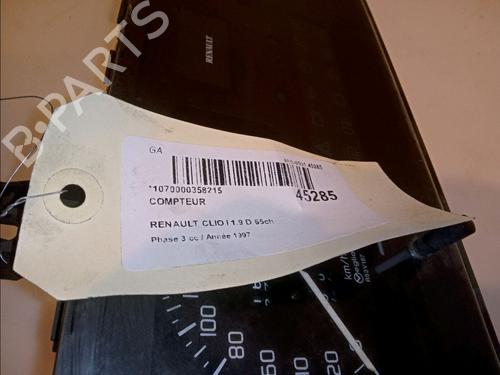 B-PARTS
RENAULT
GA
*1070000358215
COMPTEUR
45285
RENAULT CLIO I 1.9 D 65ch
Phase 3 cc / Année 1997
km/h
100
80
60
40
20